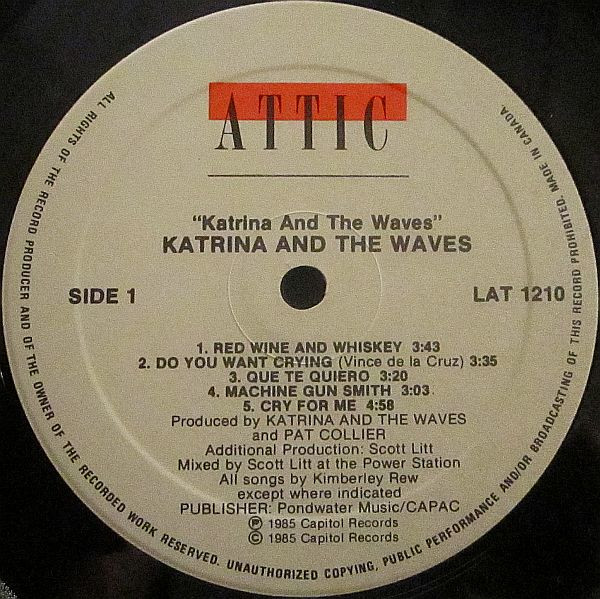 ATTIC
"Katrina And The Waves"
KATRINA AND THE WAVES
SIDE 1
LAT 1210
1. RED WINE AND WHISKEY 3:43
2. DO YOU WANT CRYING (Vince de la Cruz) 3:35
3. QUE TE QUIERO 3:20
4. MACHINE GUN SMITH 3:03
5. CRY FOR ME 4:58
Produced by KATRINA AND THE WAVES
and PAT COLLIER
Additional Production: Scott Litt
Mixed by Scott Litt at the Power Station
All songs by Kimberley Rew
except where indicated
PUBLISHER: Pondwater Music/CAPAC
℗ 1985 Capitol Records
© 1985 Capitol Records
ALL RIGHTS OF THE RECORD PRODUCER AND OF THE OWNER OF THE RECORDED WORK RESERVED. UNAUTHORIZED COPYING, PUBLIC PERFORMANCE AND/OR BROADCASTING OF THIS RECORD PROHIBITED. MADE IN CANADA.